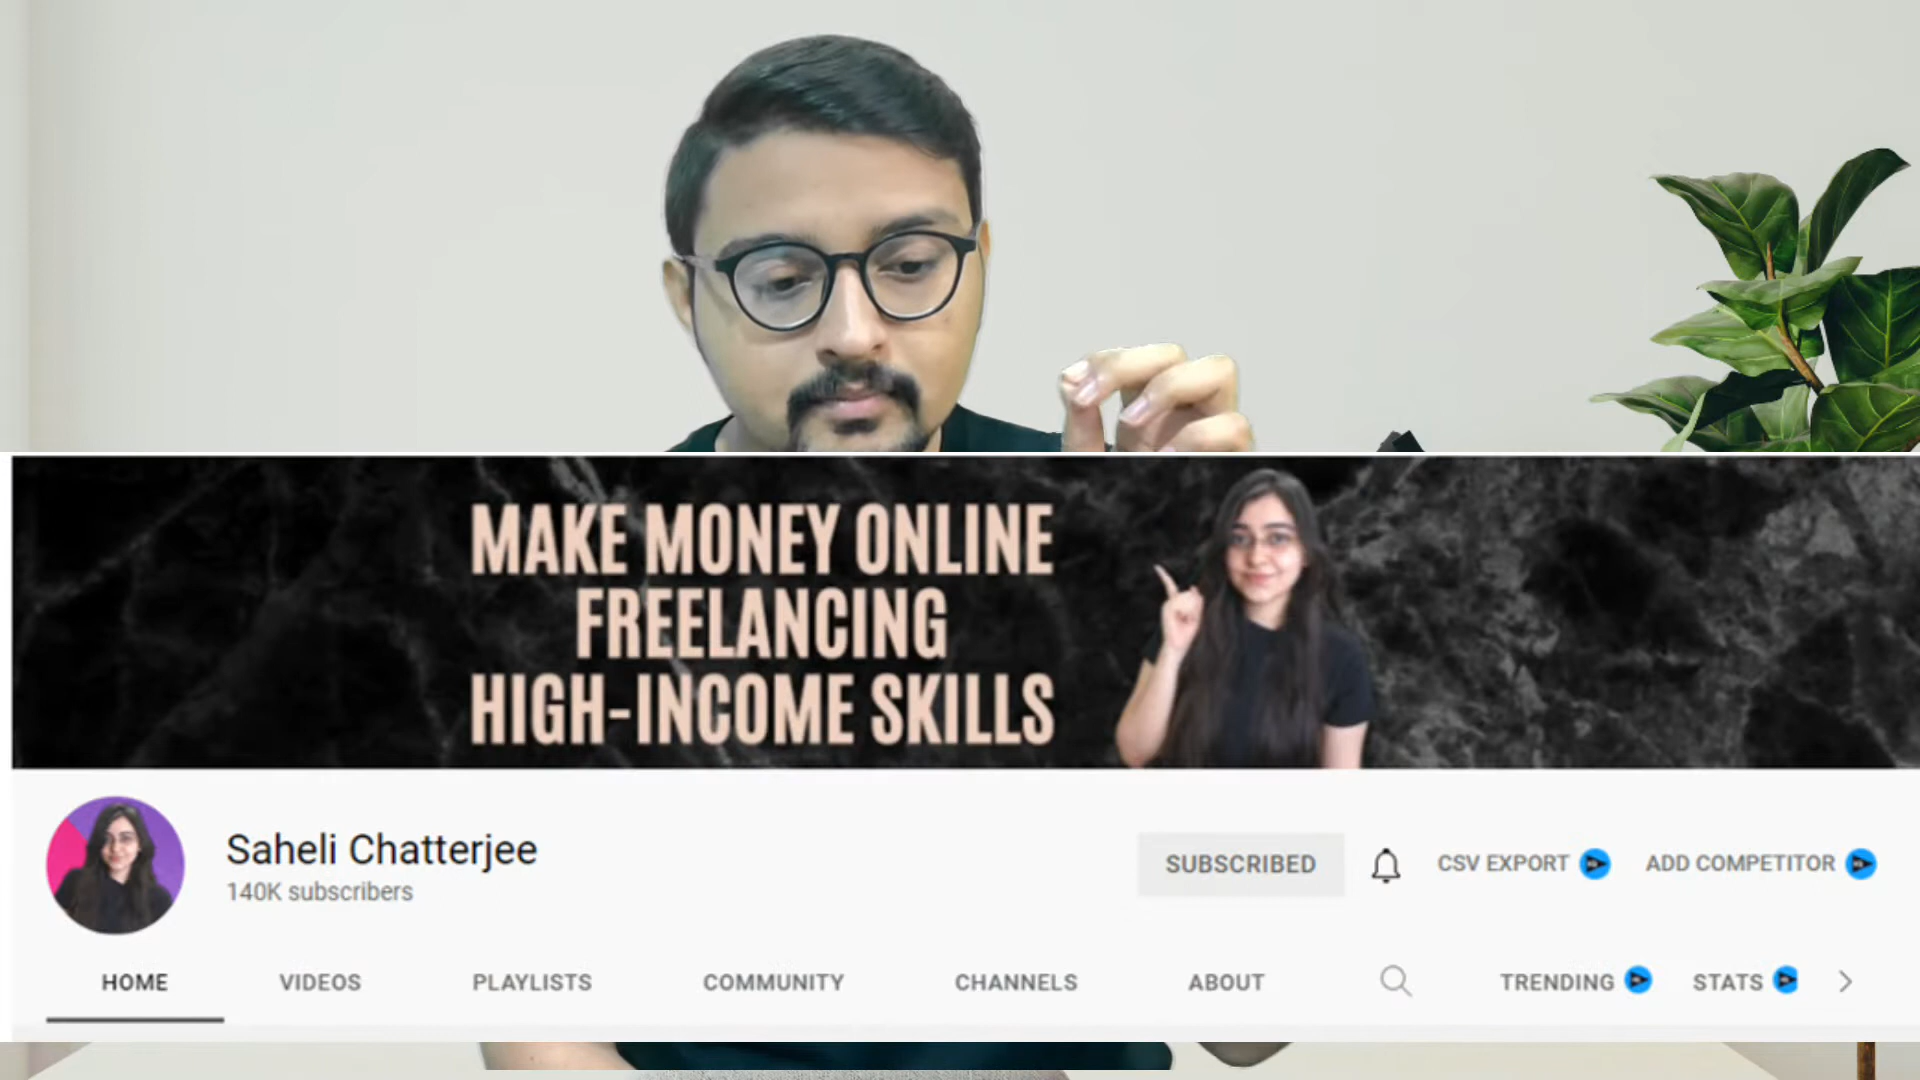 MAKE MONEY ONLINE
FREELANCING
HIGH-INCOME SKILLS
Saheli Chatterjee
140K subscribers
SUBSCRIBED
CSV EXPORT
ADD COMPETITOR
HOME
VIDEOS
PLAYLISTS
COMMUNITY
CHANNELS
ABOUT
TRENDING
STATS